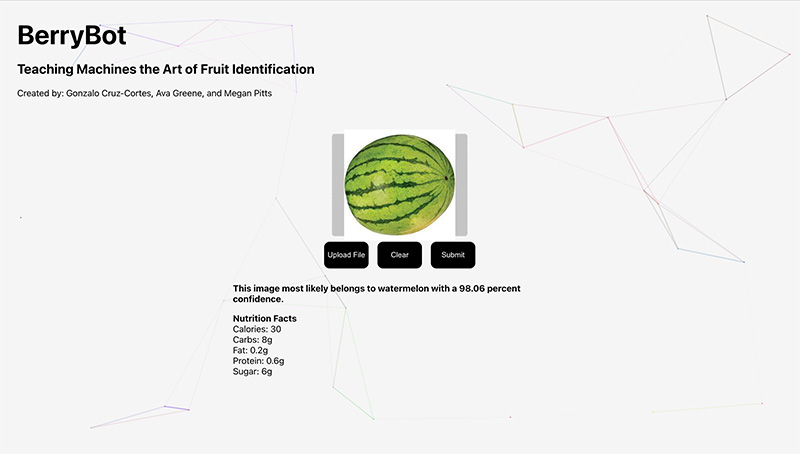 BerryBot
Teaching Machines the Art of Fruit Identification
Created by: Gonzalo Cruz-Cortes, Ava Greene, and Megan Pitts
Upload File
Clear
Submit
This image most likely belongs to watermelon with a 98.06 percent
confidence.
Nutrition Facts
Calories: 30
Carbs: 8g
Fat: 0.2g
Protein: 0.6g
Sugar: 6g